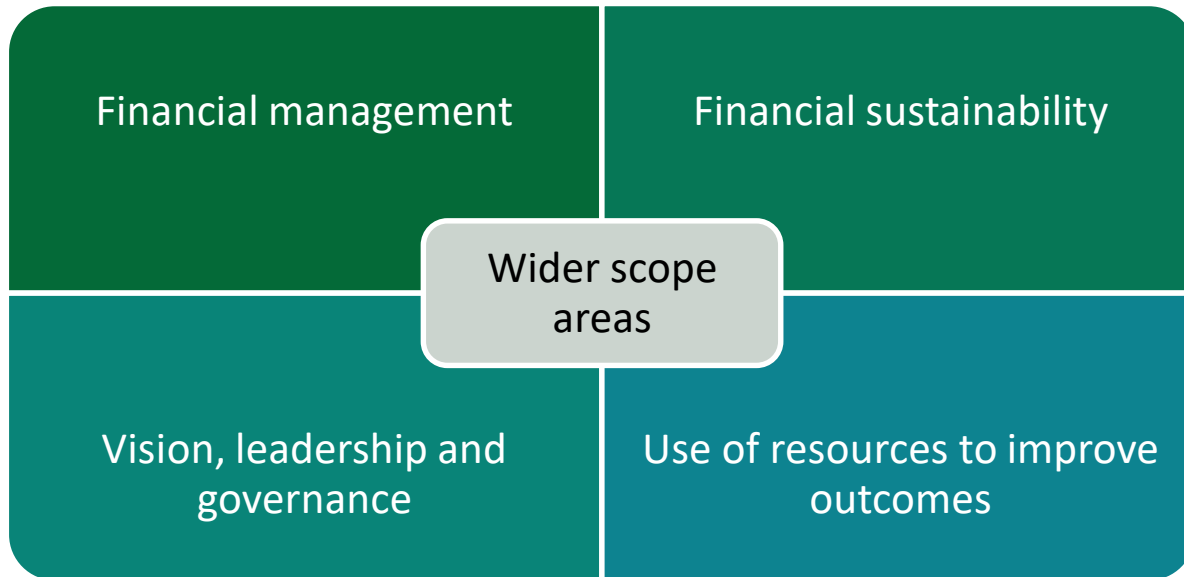 Financial management
Financial sustainability
Wider scope
areas
Vision, leadership and
governance
Use of resources to improve
outcomes